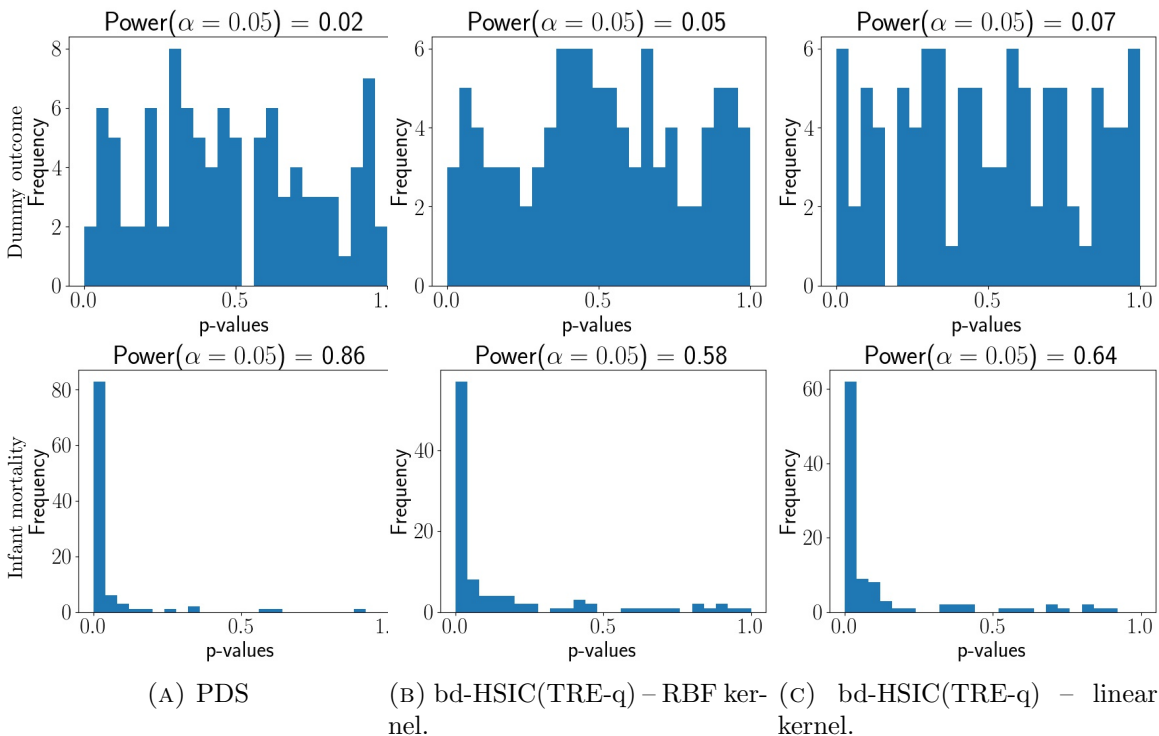 Power(α = 0.05) = 0.02
Power(α = 0.05) = 0.05
Power(α = 0.05) = 0.07
Dummy outcome
Frequency
8
6
4
2
0
0.0
0.5
1.
p-values
Frequency
6
4
2
0
0.0
0.5
1.0
p-values
Frequency
6
4
2
0
0.0
0.5
1.0
p-values
Power(α = 0.05) = 0.86
Power(α = 0.05) = 0.58
Power(α = 0.05) = 0.64
Infant mortality
Frequency
80
60
40
20
0
0.0
0.5
1.
p-values
Frequency
40
20
0
0.0
0.5
1.0
p-values
Frequency
60
40
20
0
0.0
0.5
1.0
p-values
(A) PDS
(B) bd-HSIC(TRE-q) – RBF ker-
nel.
(C) bd-HSIC(TRE-q) – linear
kernel.